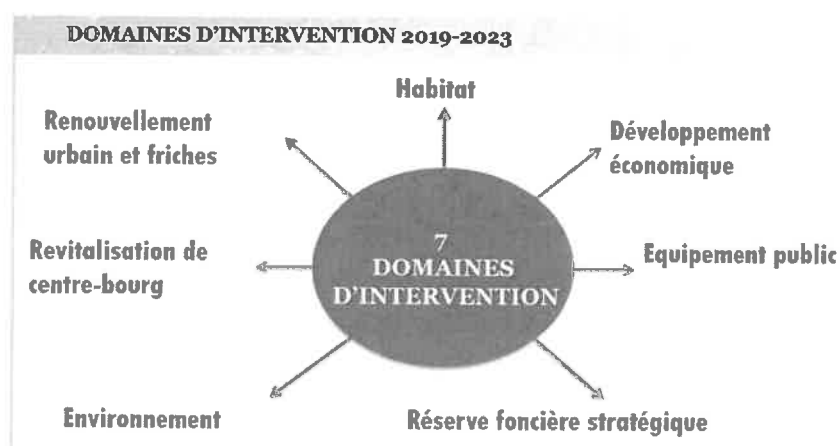 DOMAINES D'INTERVENTION 2019-2023
Habitat
Renouvellement
urbain et friches
Développement
économique
Revitalisation de
centre-bourg
7
DOMAINES
D'INTERVENTION
Equipement public
Environnement
Réserve foncière stratégique